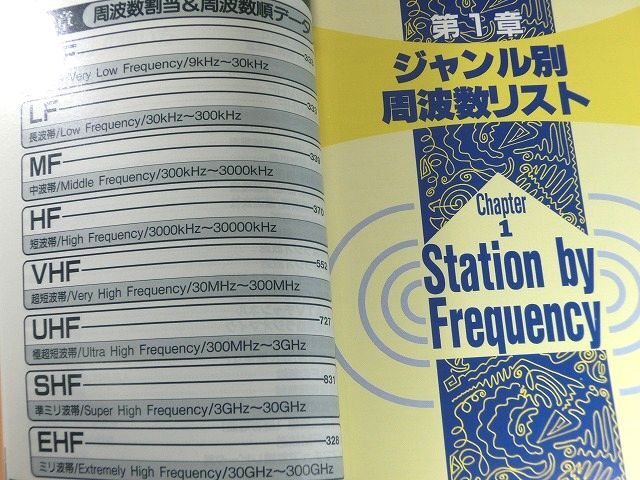 章 周波数割当&周波数順データ
F 331
Very Low Frequency/9kHz～30kHz
LF 333
長波帯/Low Frequency/30kHz～300kHz
MF 339
中波帯/Middle Frequency/300kHz～3000kHz
HF 370
短波帯/High Frequency/3000kHz～30000kHz
VHF 552
超短波帯/Very High Frequency/30MHz～300MHz
UHF 727
極超短波帯/Ultra High Frequency/300MHz～3GHz
SHF 831
準ミリ波帯/Super High Frequency/3GHz～30GHz
EHF 328
ミリ波帯/Extremely High Frequency/30GHz～300GHz
第1章
ジャンル別
周波数リスト
Chapter
1
Station by
Frequency